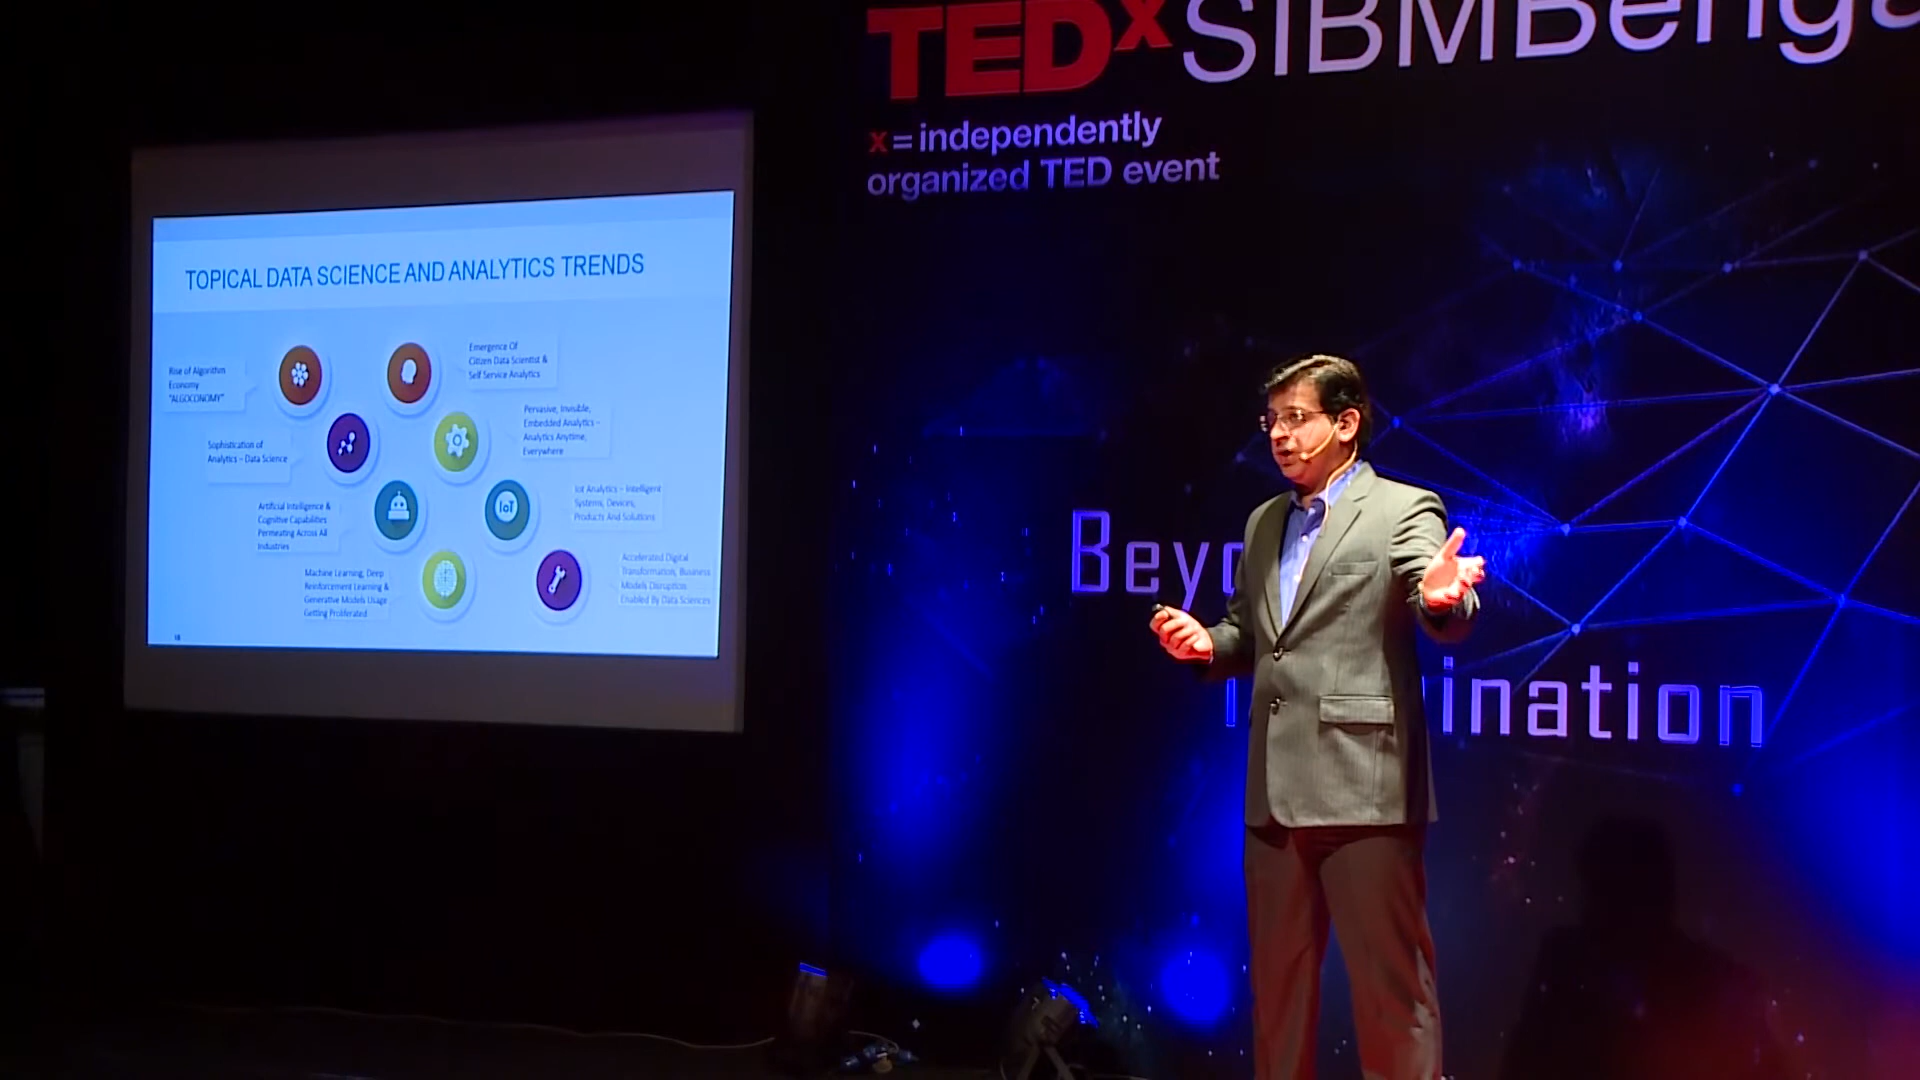 TEDxSIBMBenga
x = independently
organized TED event
TOPICAL DATA SCIENCE AND ANALYTICS TRENDS
Rise of Algorithm
Economy
"ALGOCONOMY"
Emergence Of
Citizen Data Scientist &
Self Service Analytics
Sophistication of
Analytics – Data Science
Pervasive, Invisible,
Embedded Analytics –
Analytics Anytime,
Everywhere
Artificial Intelligence &
Cognitive Capabilities
Permeating Across All
Industries
IoT
Iot Analytics – Intelligent
Systems, Devices,
Products And Solutions
Machine Learning, Deep
Reinforcement Learning &
Generative Models Usage
Getting Proliferated
Accelerated Digital
Transformation, Business
Models Disruption
Enabled By Data Sciences
18
Beyo
ination